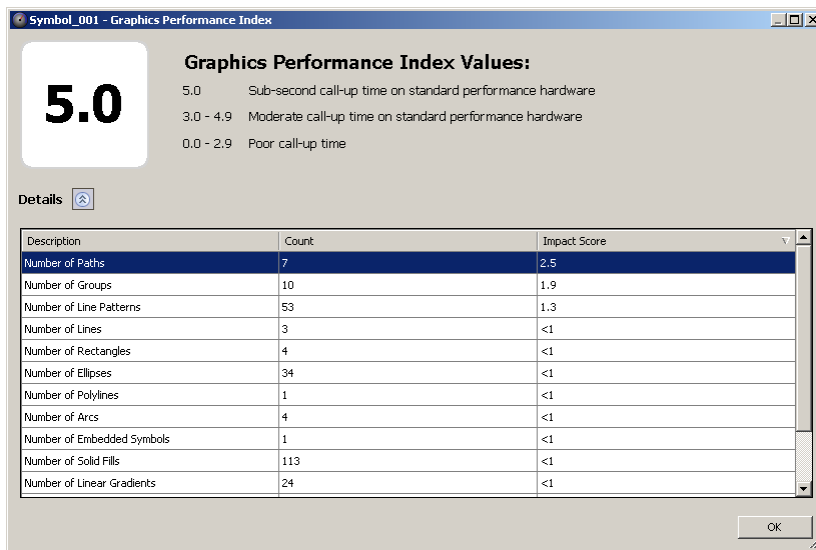 Symbol_001 - Graphics Performance Index
5.0
Graphics Performance Index Values:
5.0 Sub-second call-up time on standard performance hardware
3.0 - 4.9 Moderate call-up time on standard performance hardware
0.0 - 2.9 Poor call-up time
Details
Description Count Impact Score
Number of Paths 7 2.5
Number of Groups 10 1.9
Number of Line Patterns 53 1.3
Number of Lines 3 <1
Number of Rectangles 4 <1
Number of Ellipses 34 <1
Number of Polylines 1 <1
Number of Arcs 4 <1
Number of Embedded Symbols 1 <1
Number of Solid Fills 113 <1
Number of Linear Gradients 24 <1
OK